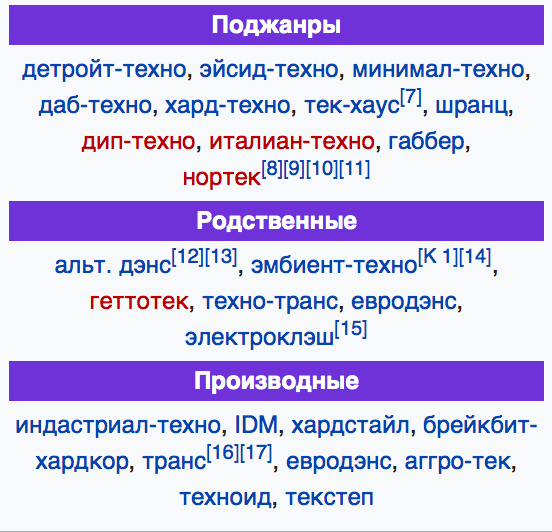 Поджанры
детройт-техно, эйсид-техно, минимал-техно,
даб-техно, хард-техно, тек-хаус[7], шранц,
дип-техно, италиан-техно, габбер,
нортек[8][9][10][11]
Родственные
альт. дэнс[12][13], эмбиент-техно[К 1][14],
геттотек, техно-транс, евродэнс,
электроклэш[15]
Производные
индастриал-техно, IDM, хардстайл, брейкбит-
хардкор, транс[16][17], евродэнс, аггро-тек,
техноид, текстеп